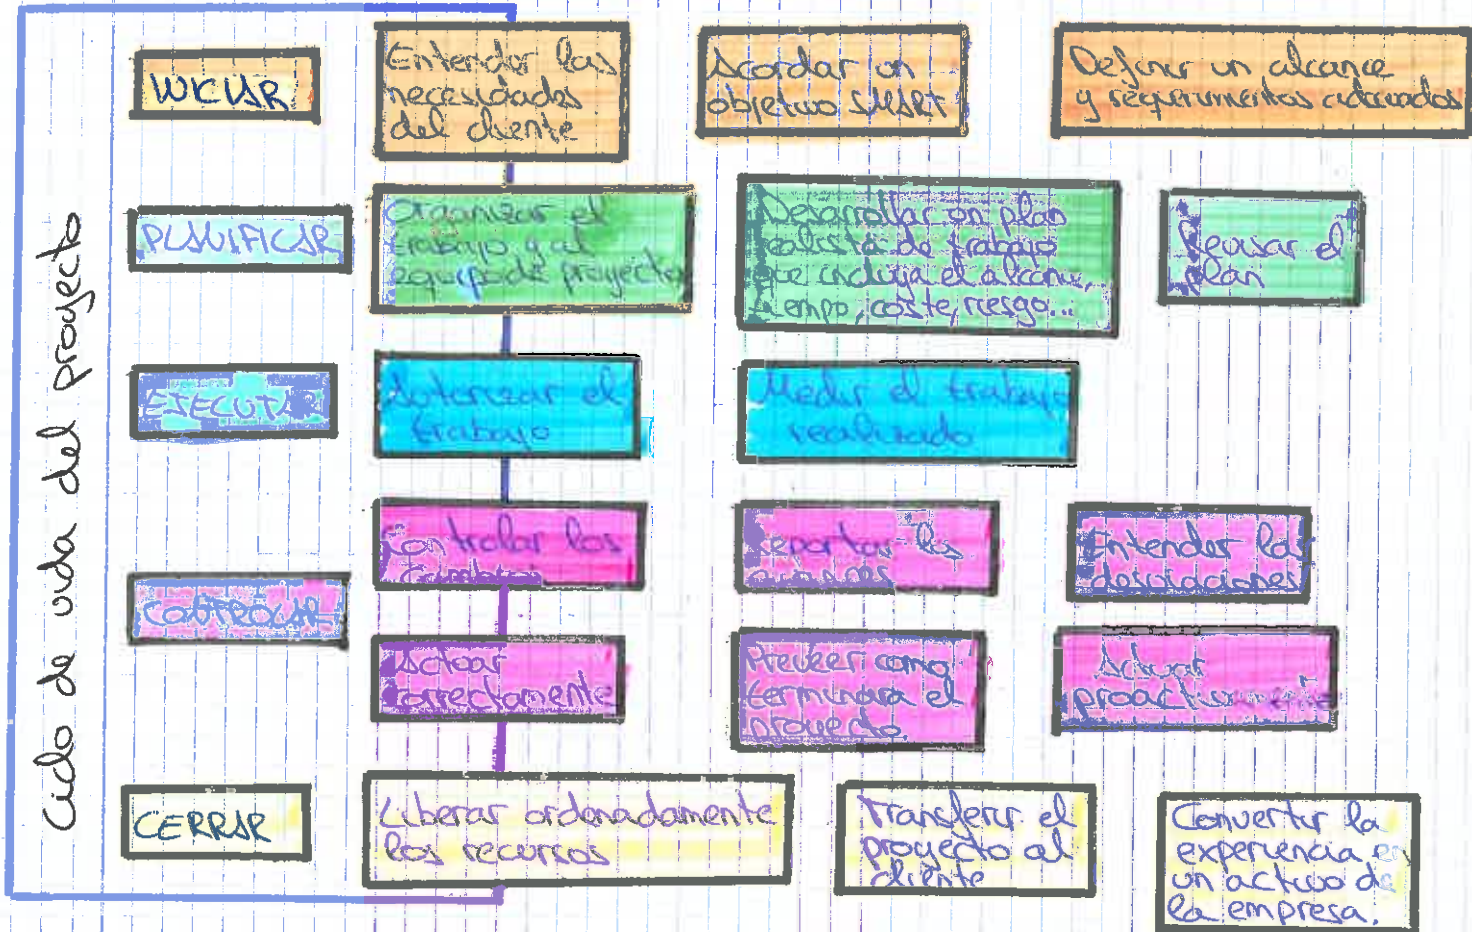 Ciclo de vida del proyecto
INICIAR
Entender las
necesidades
del cliente
Acordar un
objetivo SMART
Definir un alcance
y requerimientos adecuados
PLANIFICAR
Organizar el
trabajo y al
equipo de proyecto
Desarrollar un plan
realista de trabajo
que incluya el alcance,
tiempo, coste, riesgo...
Revisar el
plan
EJECUTAR
Autorizar el
trabajo
Medir el trabajo
realizado
CONTROLAR
Controlar los
cambios
Reportar los
avances
Entender las
desviaciones
Actuar
correctamente
Preveer como
terminara el
proyecto.
Actuar
proactivamente
CERRAR
Liberar ordenadamente
los recursos
Transferir el
proyecto al
cliente
Convertir la
experiencia en
un activo de
la empresa.